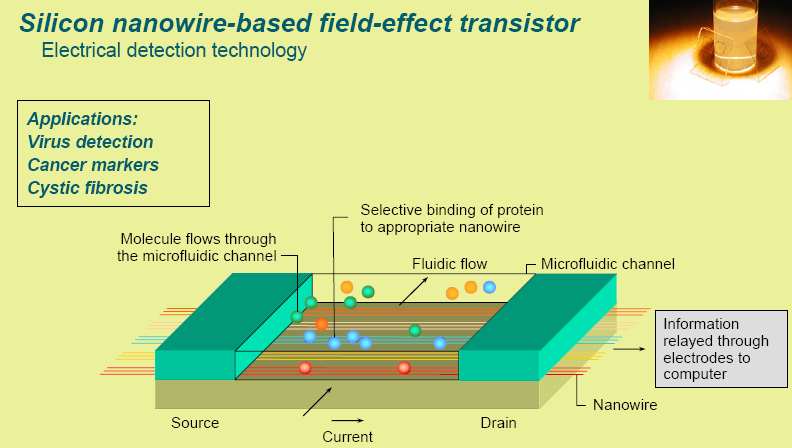 Silicon nanowire-based field-effect transistor
Electrical detection technology
Applications:
Virus detection
Cancer markers
Cystic fibrosis
Selective binding of protein
to appropriate nanowire
Molecule flows through
the microfluidic channel
Fluidic flow
Microfluidic channel
Information
relayed through
electrodes to
computer
Nanowire
Source
Drain
Current